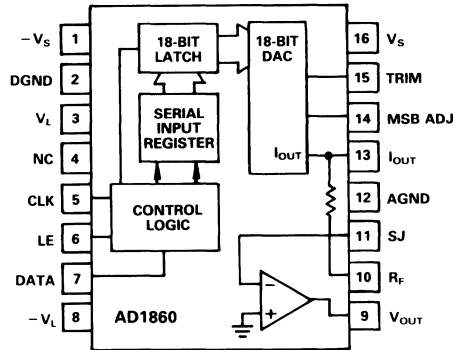 −VS 1
DGND 2
VL 3
NC 4
CLK 5
LE 6
DATA 7
−VL 8
18-BIT
LATCH
SERIAL
INPUT
REGISTER
CONTROL
LOGIC
18-BIT
DAC
IOUT
−
+
AD1860
16 VS
15 TRIM
14 MSB ADJ
13 IOUT
12 AGND
11 SJ
10 RF
9 VOUT